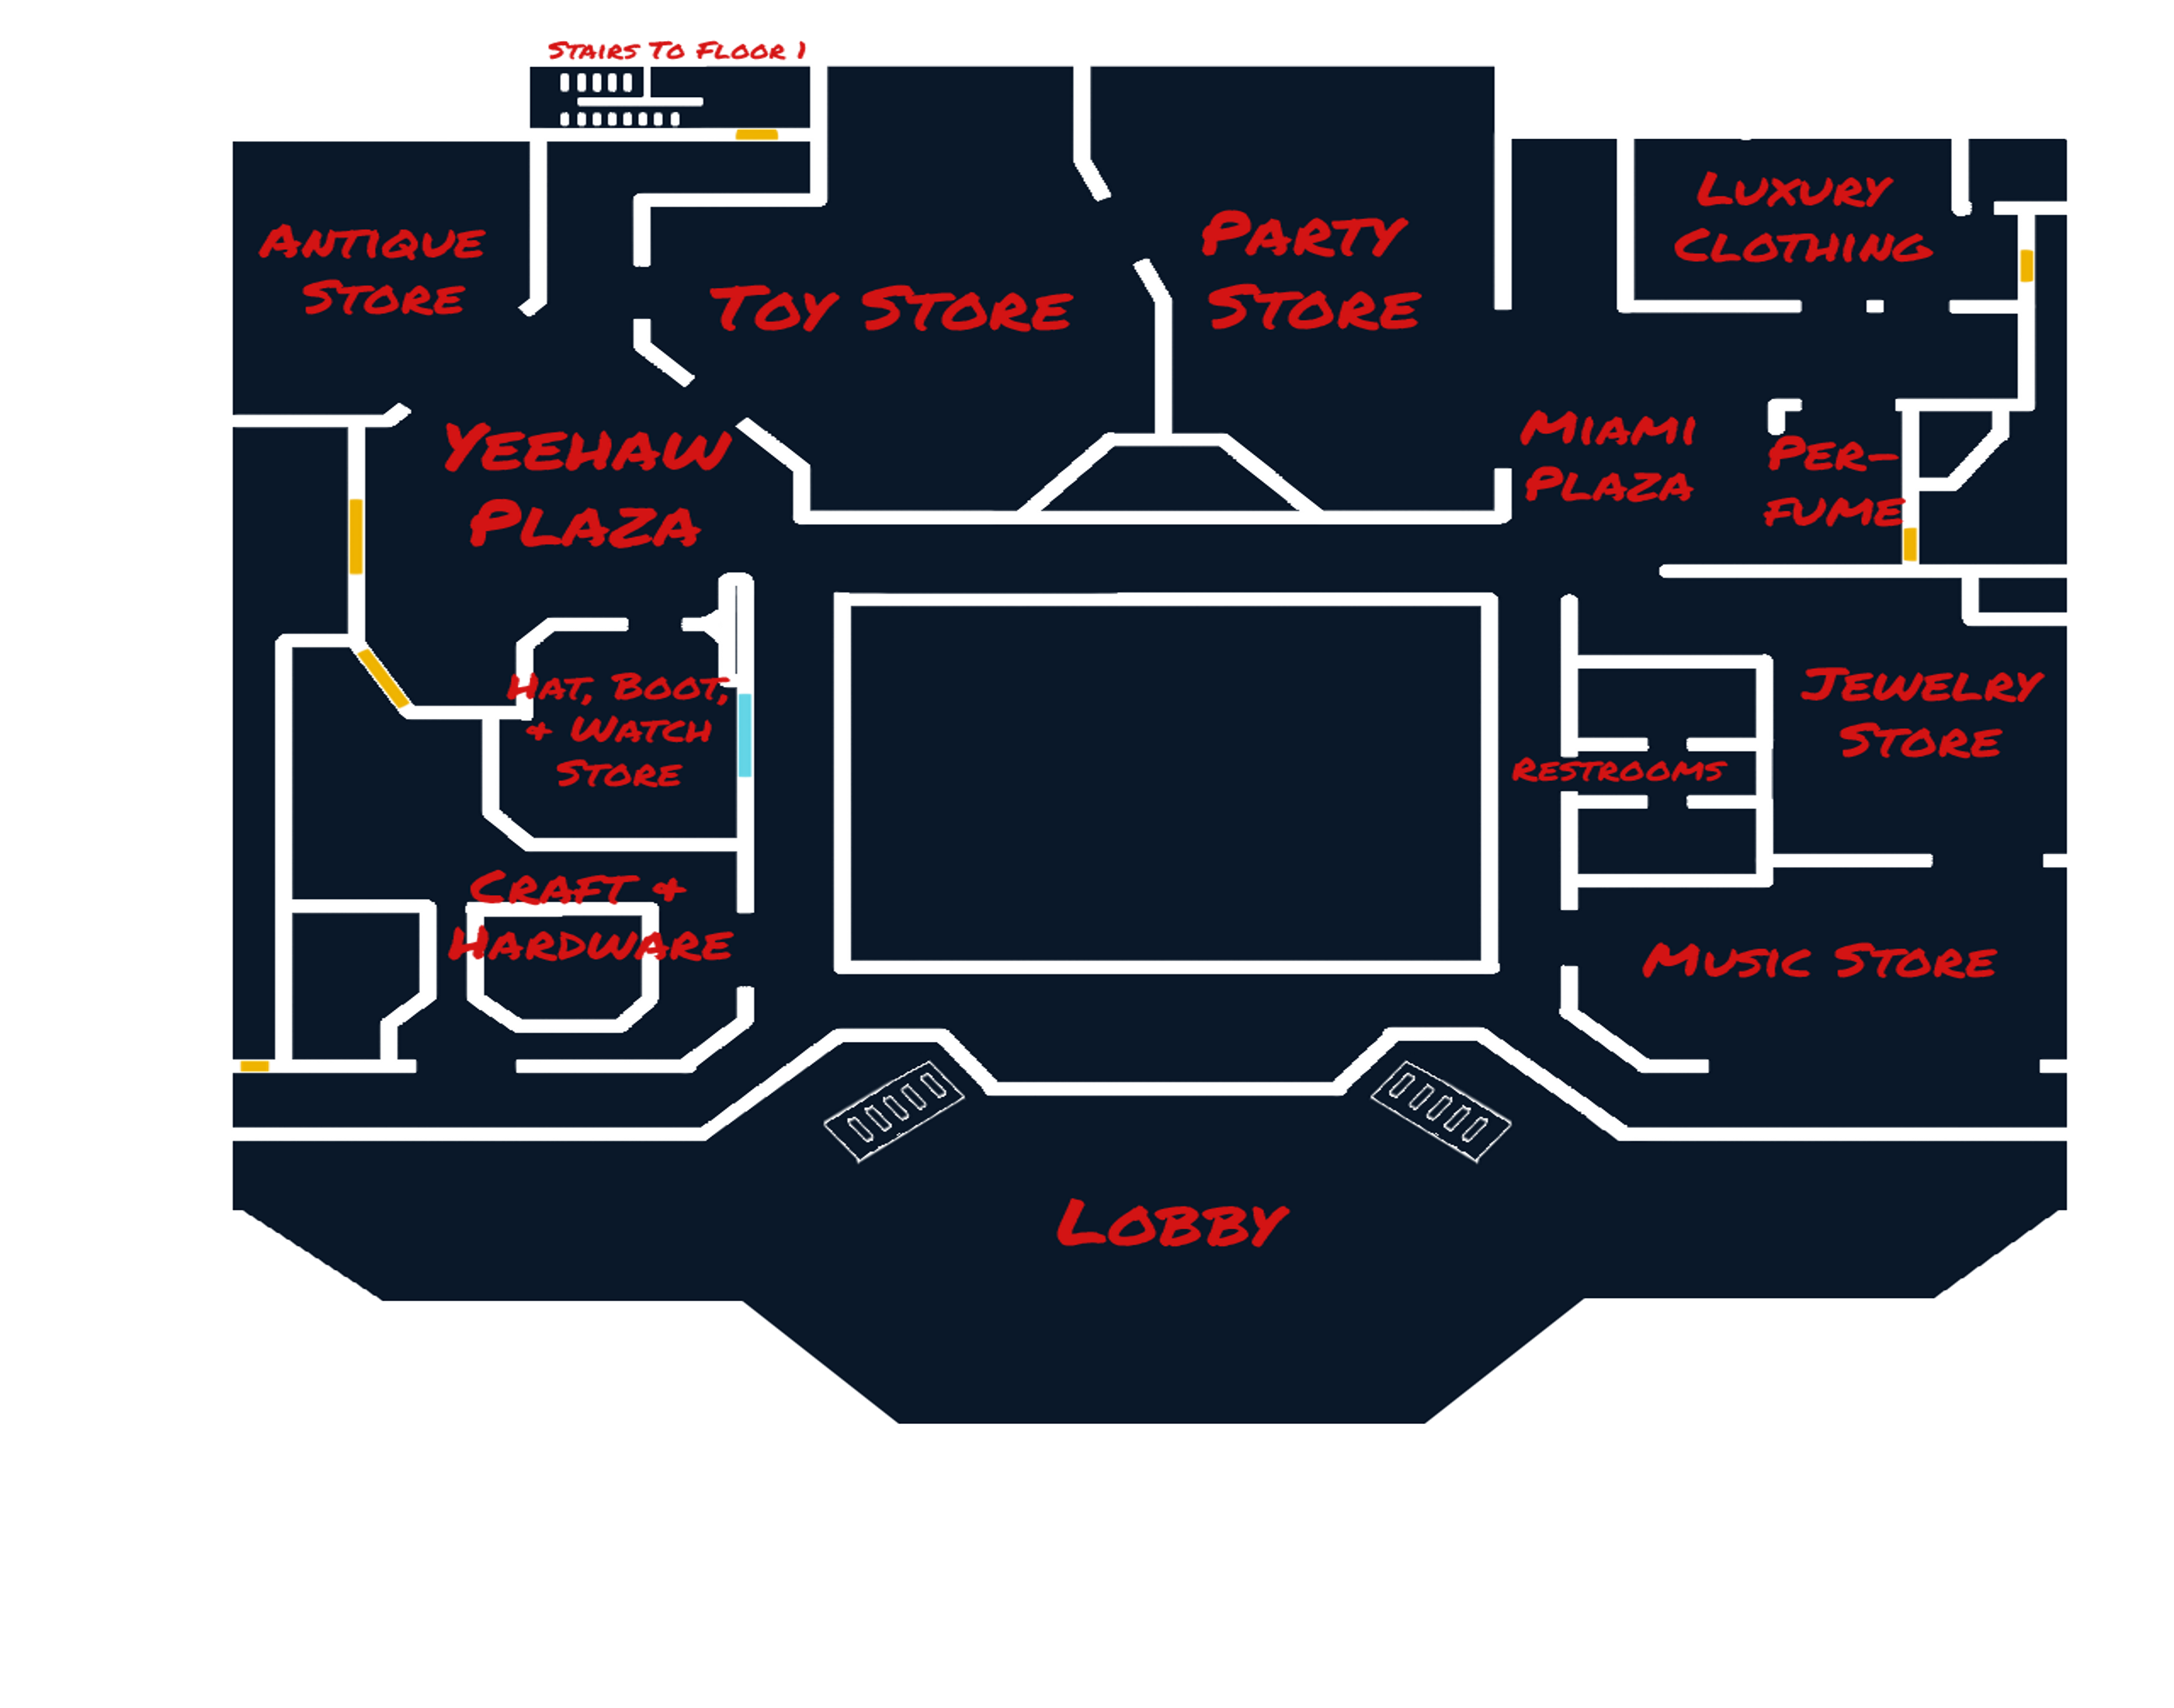 Stairs To Floor 1
Antique
Store
Toy Store
Party
Store
Luxury
Clothing
Yeehaw
Plaza
Miami
Plaza
Per-
fume
Hat, Boot,
+ Watch
Store
Restrooms
Jewelry
Store
Craft +
Hardware
Music Store
Lobby